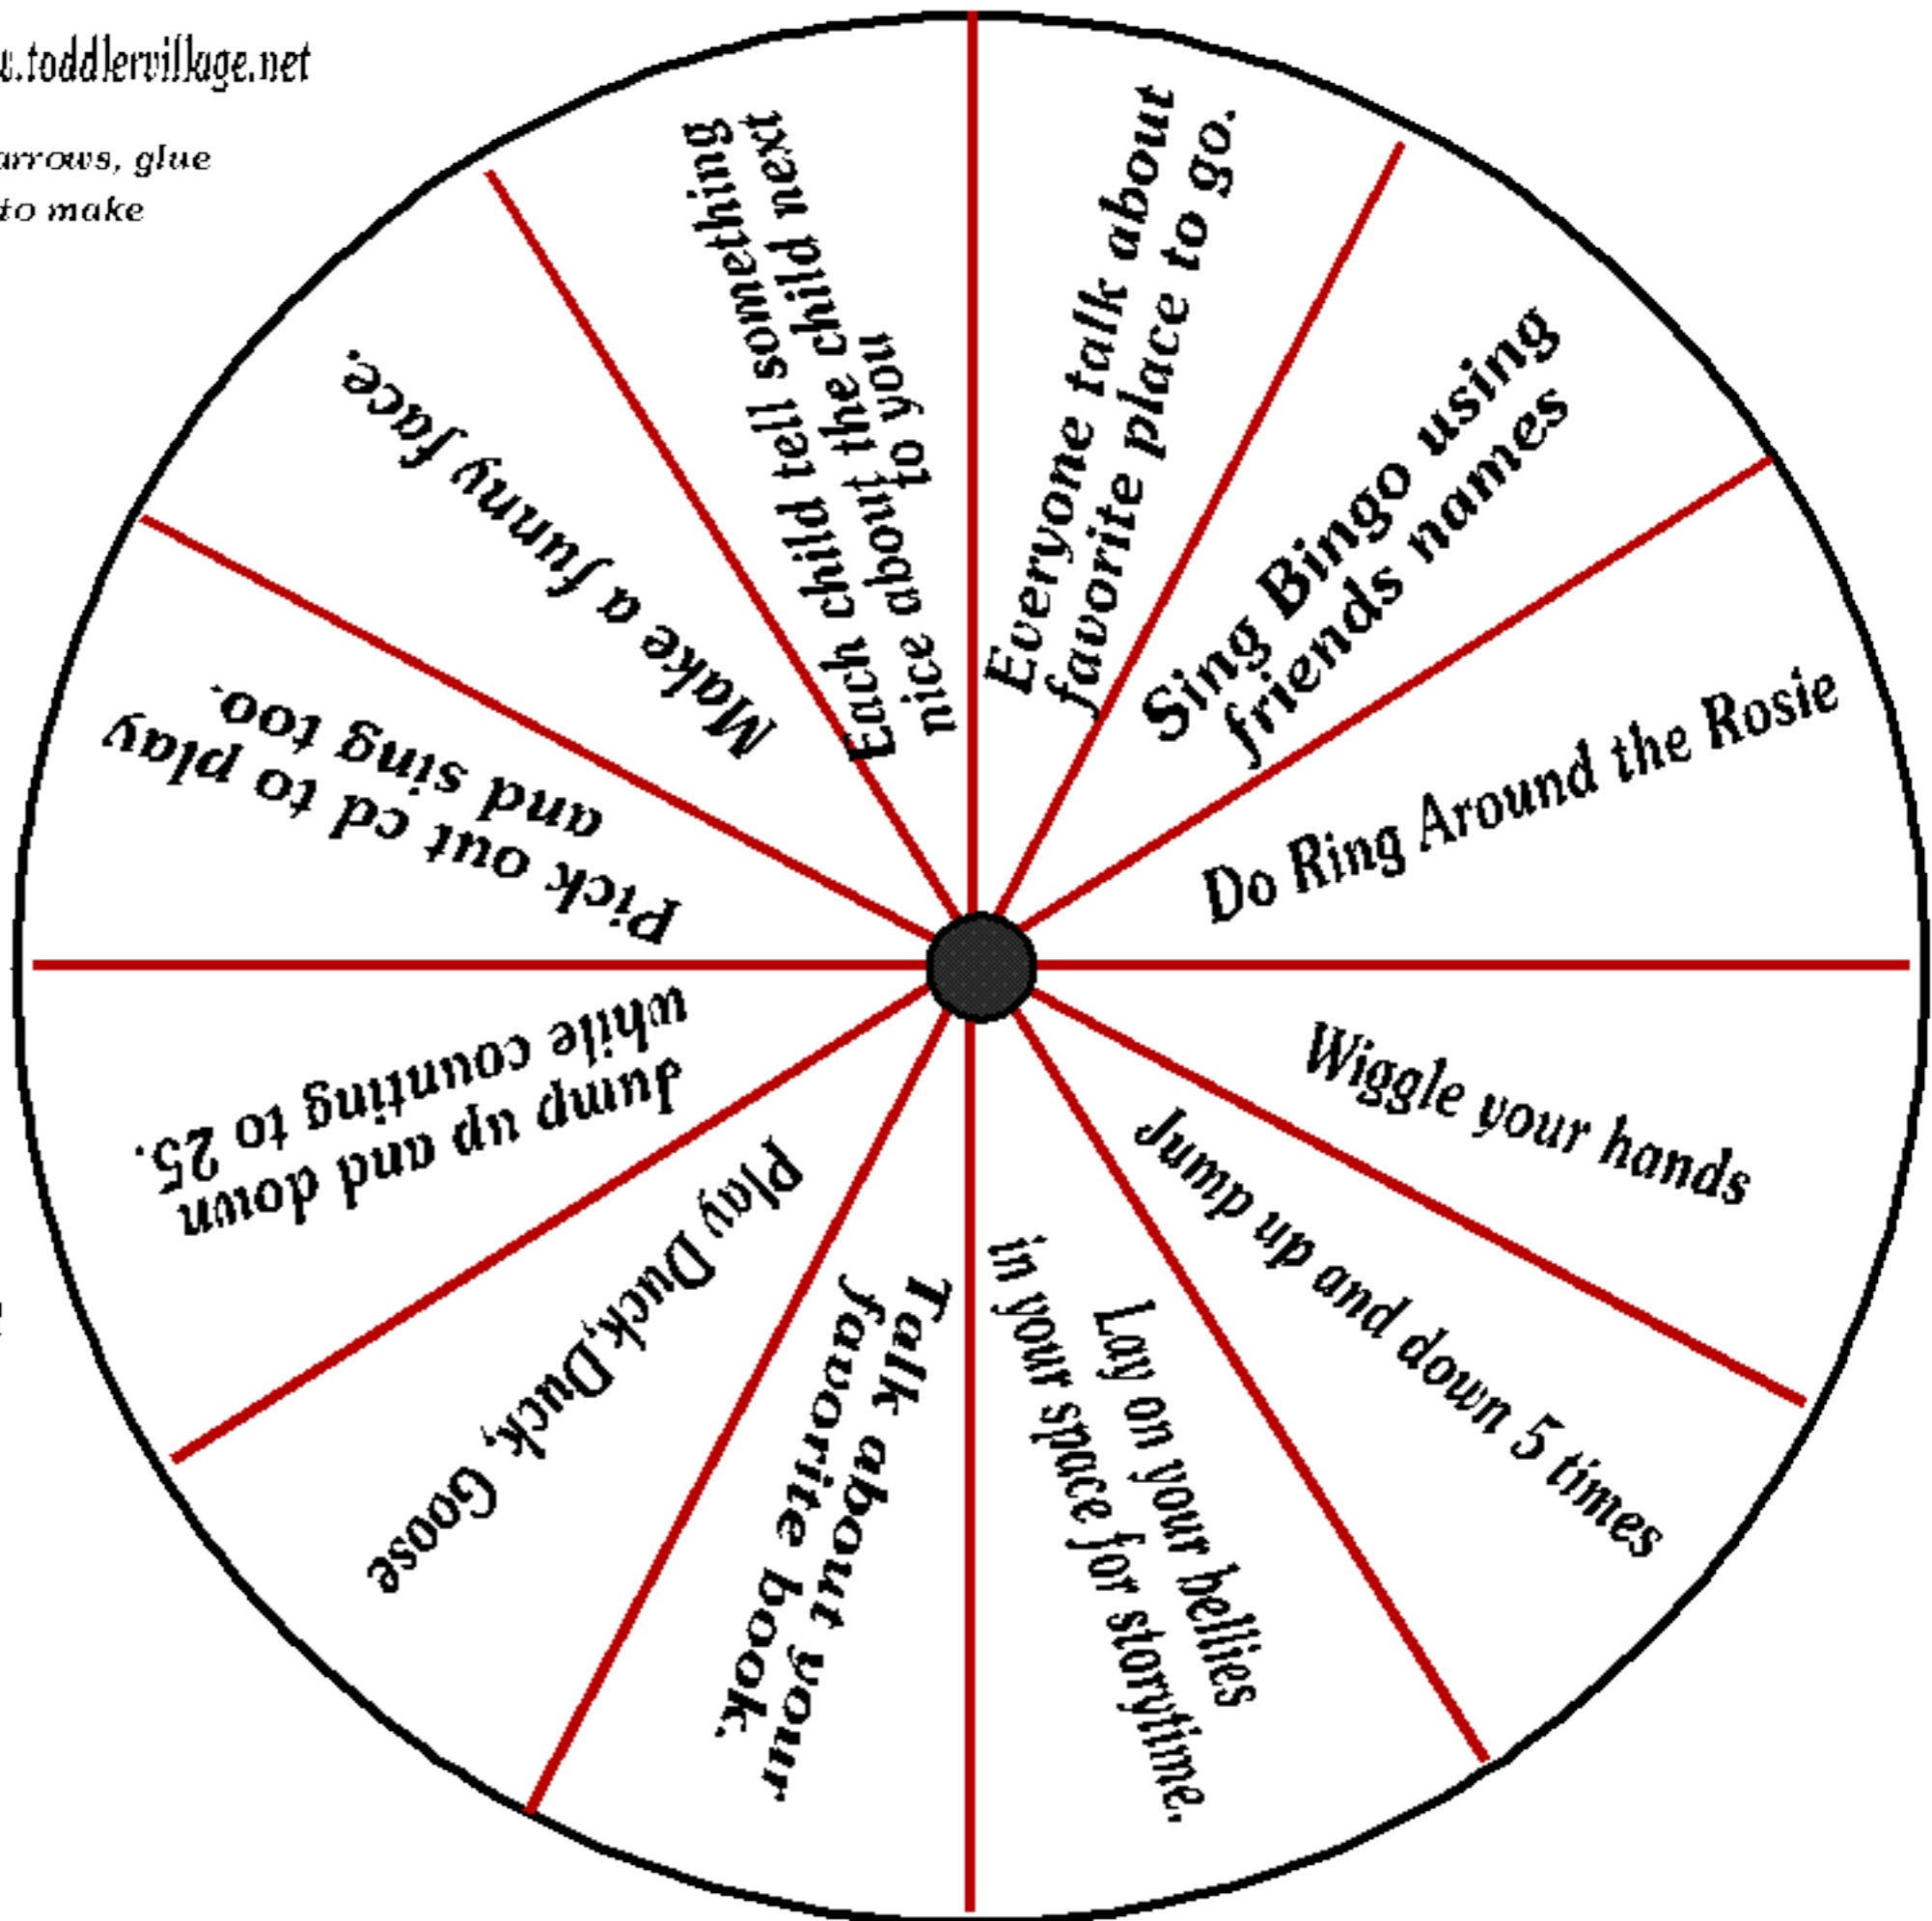 .toddlervillage.net
arrows, glue
to make
Everyone talk about
favorite place to go.
Sing Bingo using
friends names
Do Ring Around the Rosie
Wiggle your hands
Jump up and down 5 times
Lay on your bellies
in your space for storytime.
Talk about your
favorite book.
Play Duck,Duck, Goose
Jump up and down
while counting to 25.
Pick out cd to play
and sing too.
Make a funny face.
Each child tell something
nice about the child next
to you